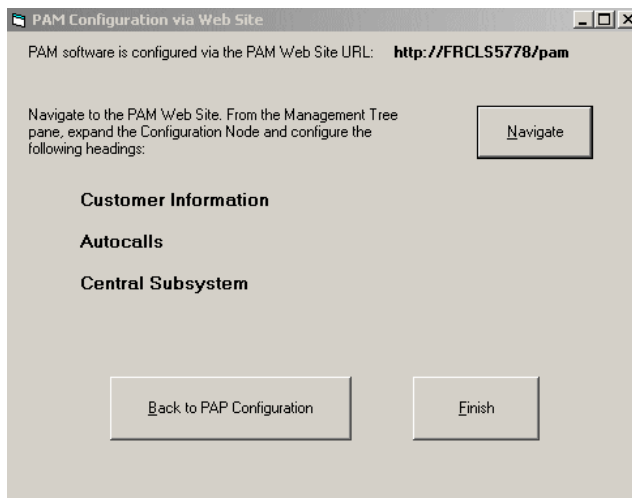 PAM Configuration via Web Site
PAM software is configured via the PAM Web Site URL: http://FRCLS5778/pam
Navigate to the PAM Web Site. From the Management Tree
pane, expand the Configuration Node and configure the
following headings:
Navigate
Customer Information
Autocalls
Central Subsystem
Back to PAP Configuration
Finish